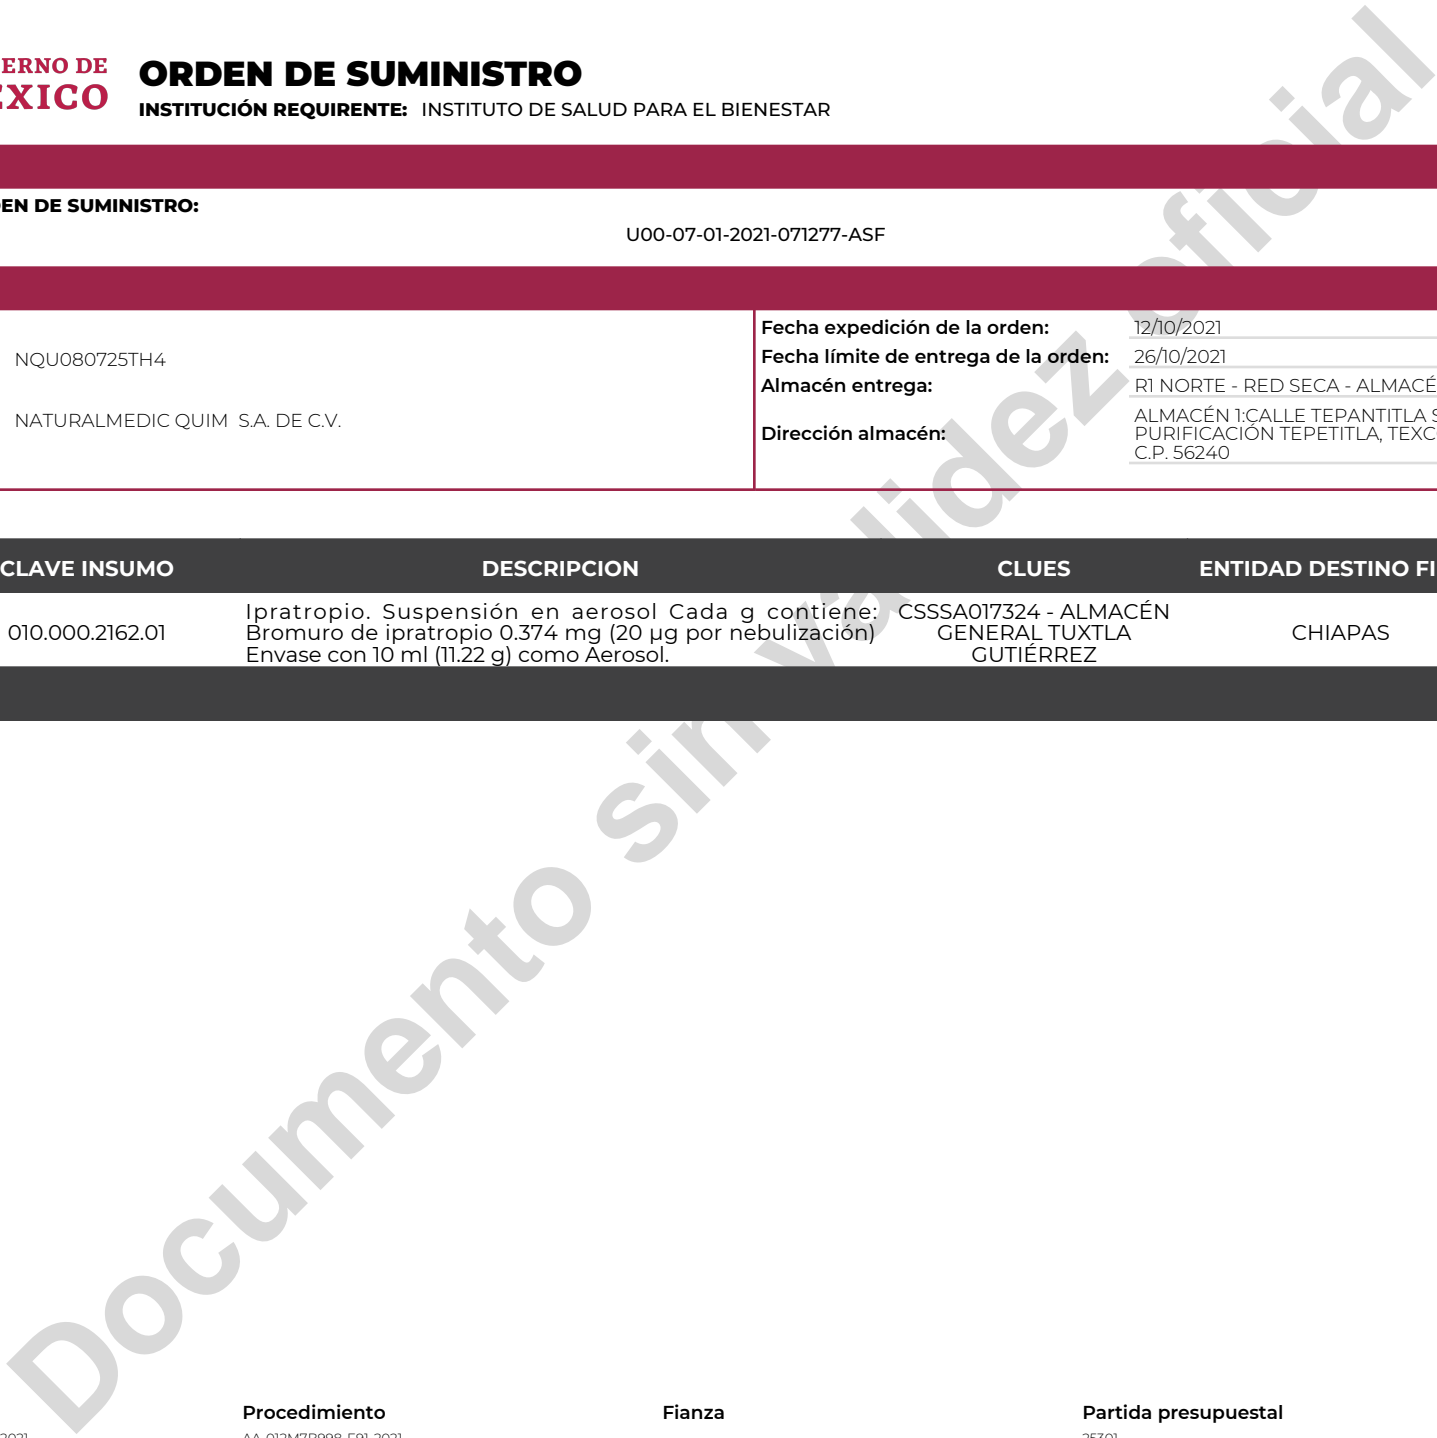 ERNO DE
ÉXICO
ORDEN DE SUMINISTRO
INSTITUCIÓN REQUIRENTE: INSTITUTO DE SALUD PARA EL BIENESTAR
EN DE SUMINISTRO:
U00-07-01-2021-071277-ASF
NQU080725TH4
NATURALMEDIC QUIM S.A. DE C.V.
Fecha expedición de la orden: 12/10/2021
Fecha límite de entrega de la orden: 26/10/2021
Almacén entrega: R1 NORTE - RED SECA - ALMACÉ
Dirección almacén: ALMACÉN 1:CALLE TEPANTITLA S
PURIFICACIÓN TEPETITLA, TEXC
C.P. 56240
CLAVE INSUMO DESCRIPCION CLUES ENTIDAD DESTINO FI
010.000.2162.01
Ipratropio. Suspensión en aerosol Cada g contiene:
Bromuro de ipratropio 0.374 mg (20 µg por nebulización)
Envase con 10 ml (11.22 g) como Aerosol.
CSSSA017324 - ALMACÉN
GENERAL TUXTLA
GUTIÉRREZ
CHIAPAS
Documento sin validez oficial
Procedimiento Fianza Partida presupuestal